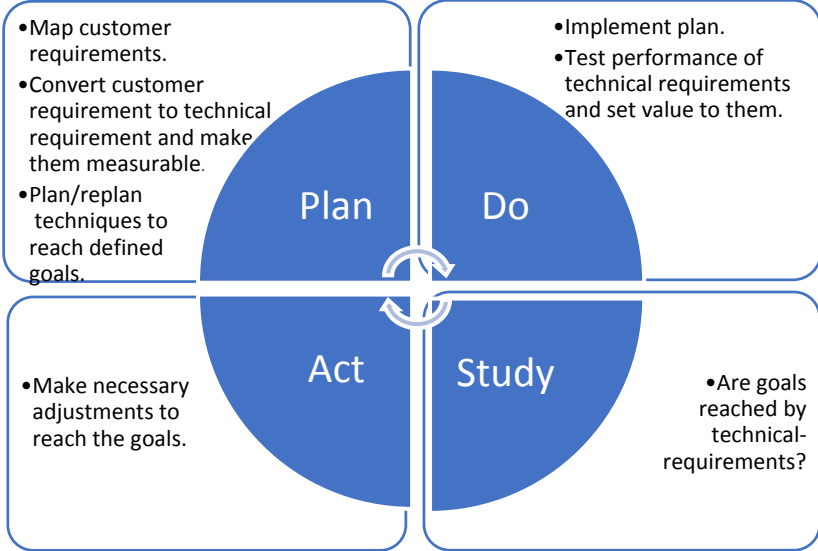 •Map customer
requirements.
•Convert customer
requirement to technical
requirement and make
them measurable.
•Plan/replan
techniques to
reach defined
goals.
Plan
•Implement plan.
•Test performance of
technical requirements
and set value to them.
Do
•Make necessary
adjustments to
reach the goals.
Act
Study
•Are goals
reached by
technical-
requirements?